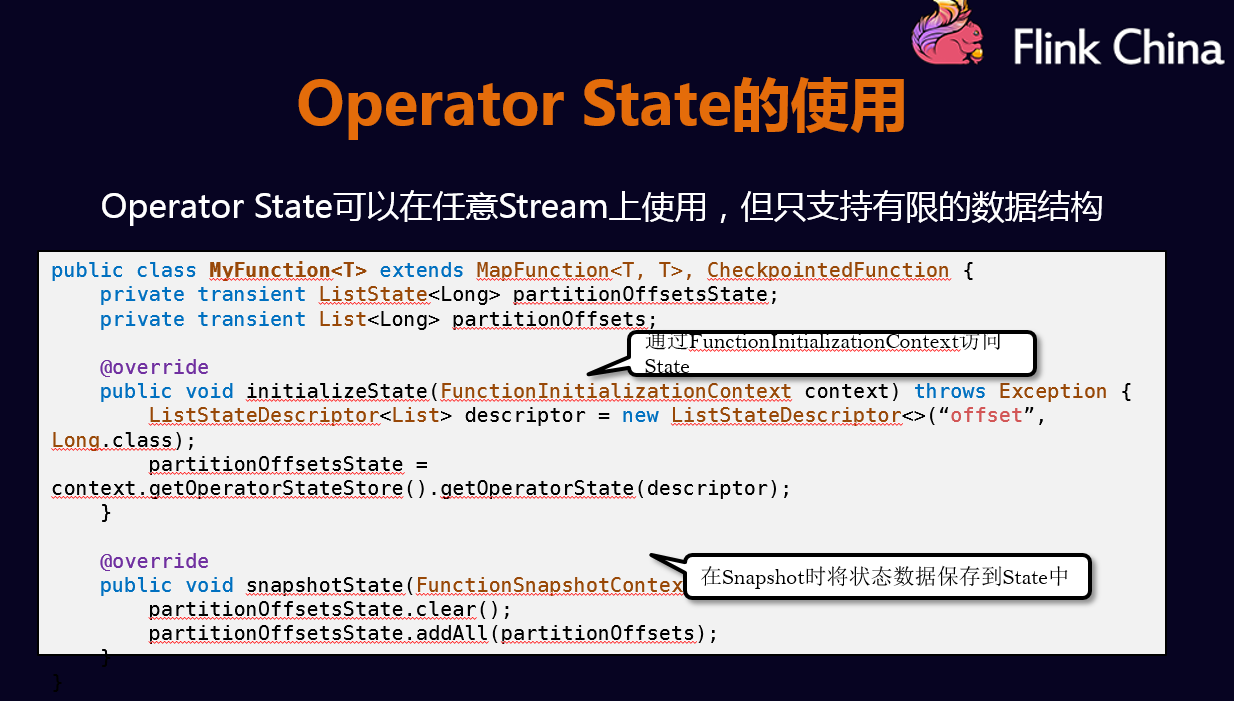 Flink China
Operator State的使用
Operator State可以在任意Stream上使用，但只支持有限的数据结构
public class MyFunction<T> extends MapFunction<T, T>, CheckpointedFunction {
private transient ListState<Long> partitionOffsetsState;
private transient List<Long> partitionOffsets;
通过FunctionInitializationContext访问
State
@override
public void initializeState(FunctionInitializationContext context) throws Exception {
ListStateDescriptor<List> descriptor = new ListStateDescriptor<>(“offset”,
Long.class);
partitionOffsetsState =
context.getOperatorStateStore().getOperatorState(descriptor);
}
@override
在Snapshot时将状态数据保存到State中
public void snapshotState(FunctionSnapshotContex
partitionOffsetsState.clear();
partitionOffsetsState.addAll(partitionOffsets);
}
}